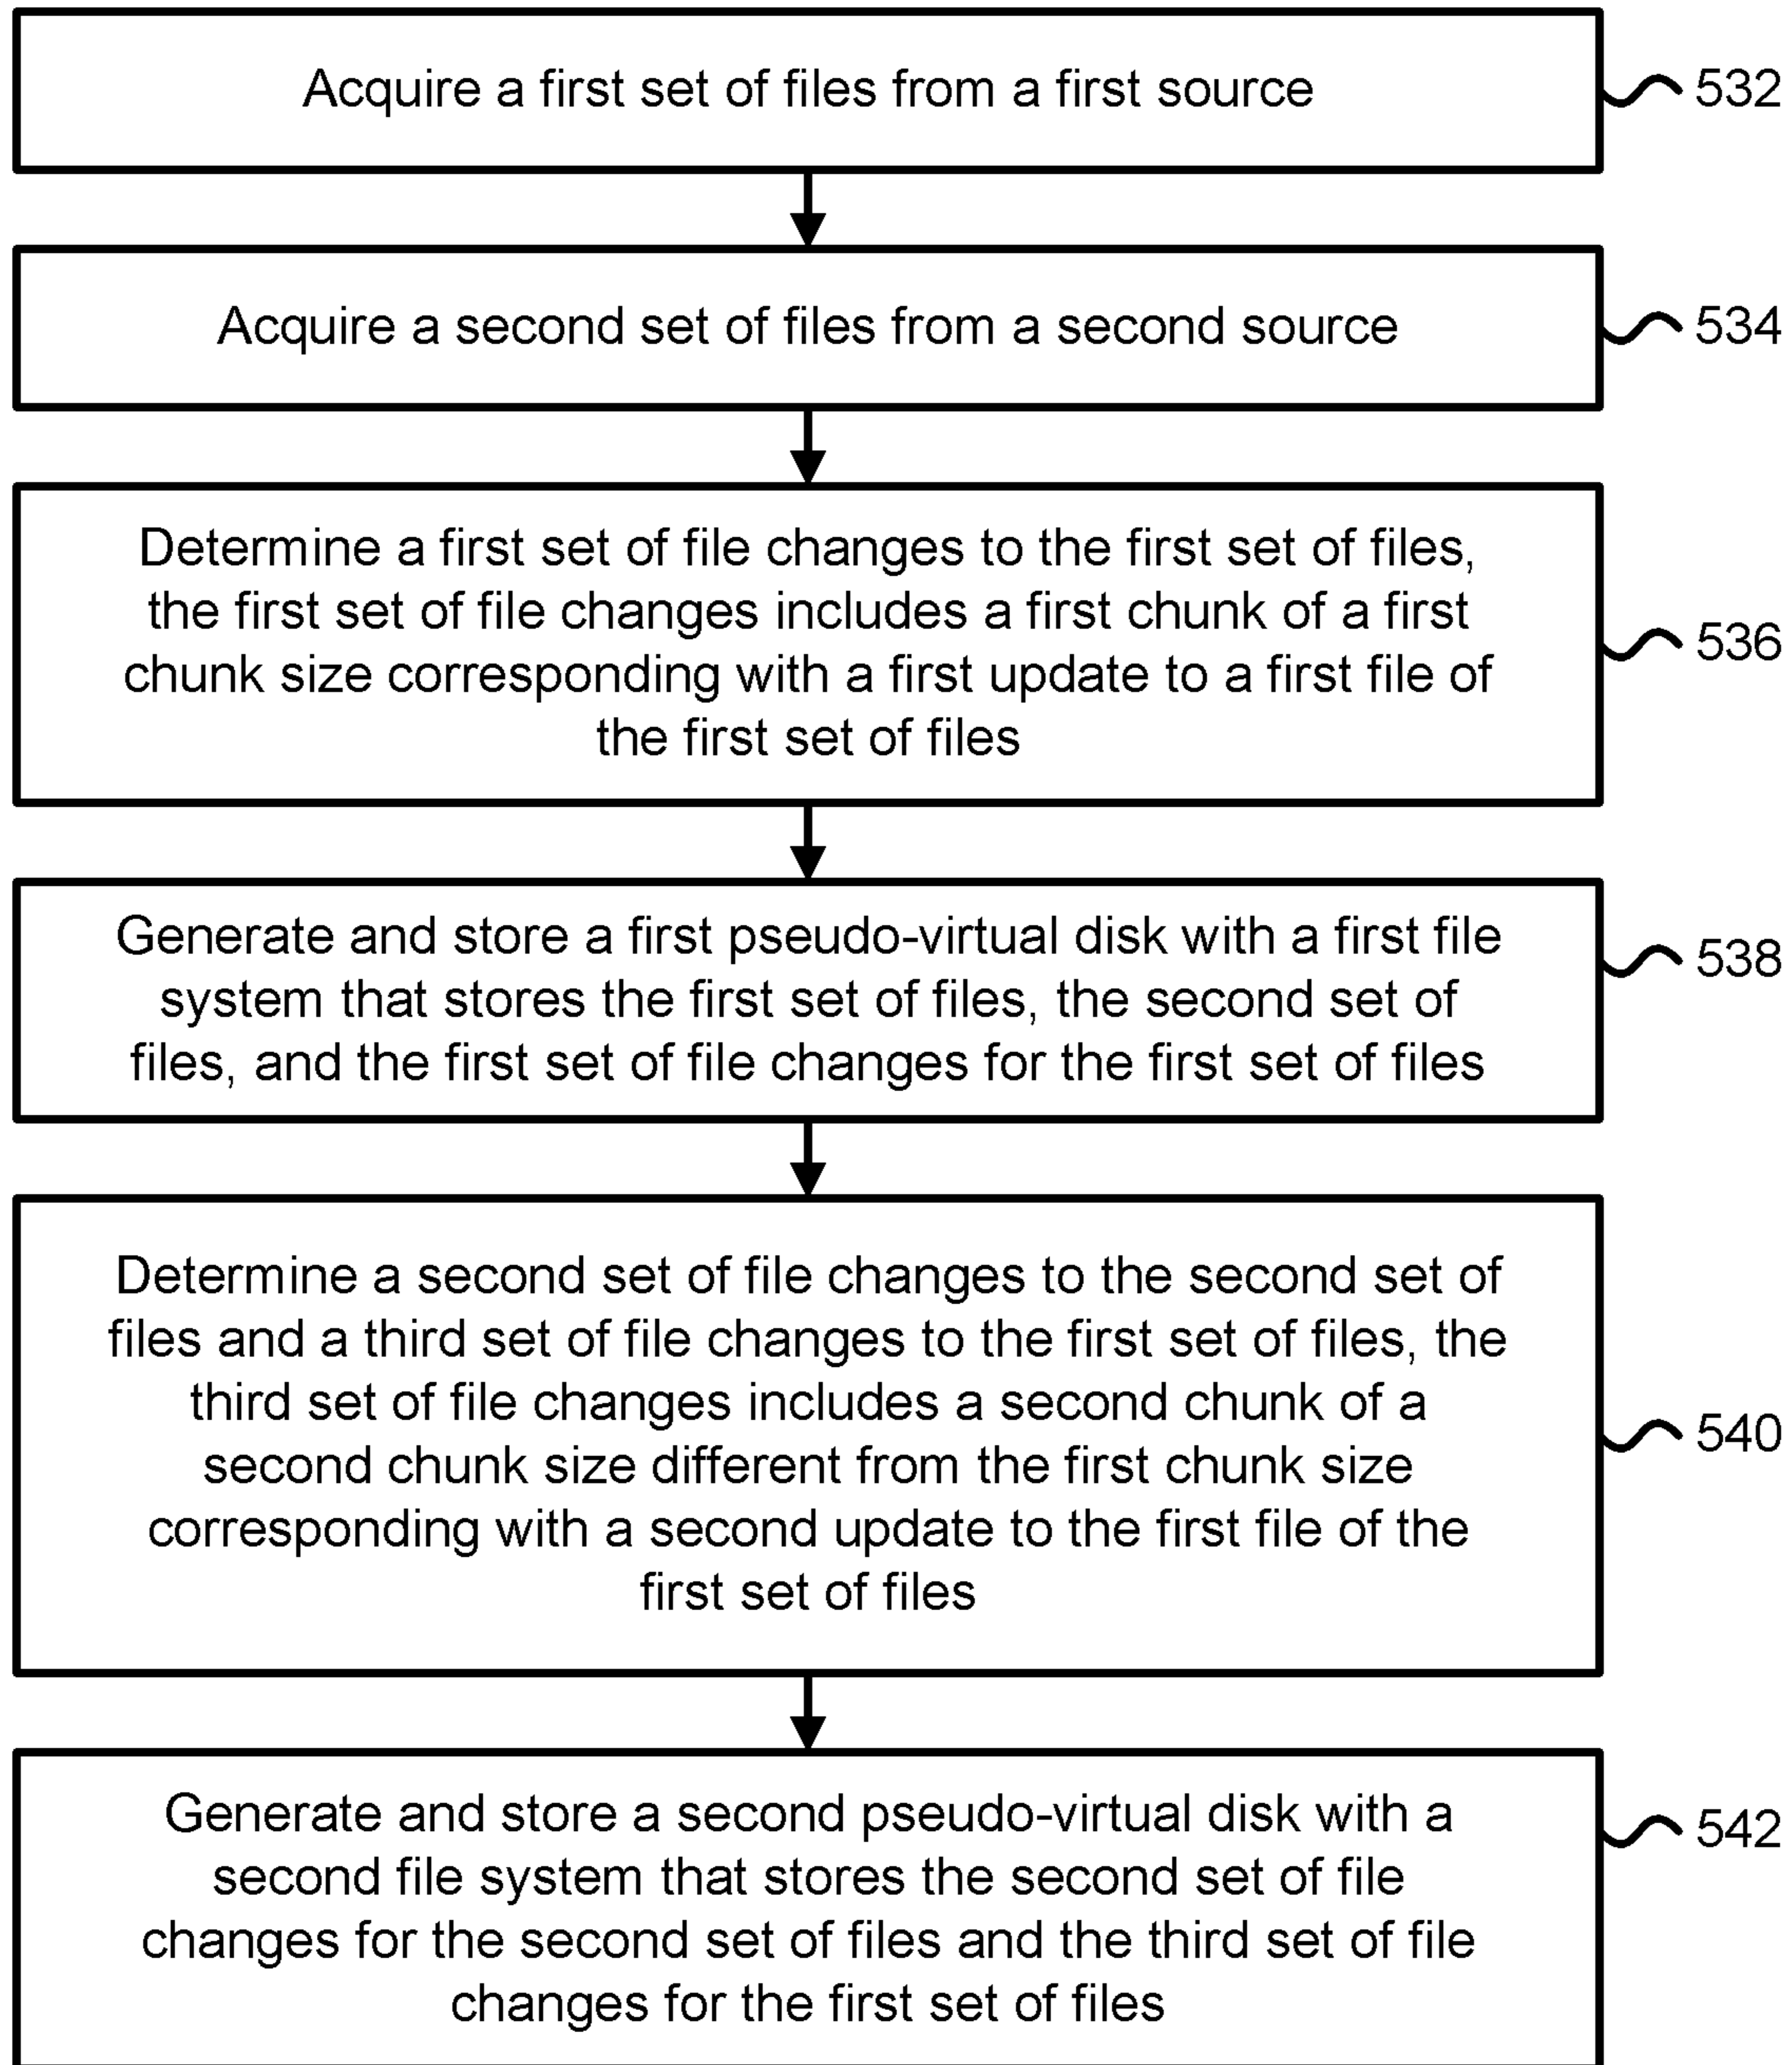 Acquire a first set of files from a first source
532
Acquire a second set of files from a second source
534
Determine a first set of file changes to the first set of files,
the first set of file changes includes a first chunk of a first
chunk size corresponding with a first update to a first file of
the first set of files
536
Generate and store a first pseudo-virtual disk with a first file
system that stores the first set of files, the second set of
files, and the first set of file changes for the first set of files
538
Determine a second set of file changes to the second set of
files and a third set of file changes to the first set of files, the
third set of file changes includes a second chunk of a
second chunk size different from the first chunk size
corresponding with a second update to the first file of the
first set of files
540
Generate and store a second pseudo-virtual disk with a
second file system that stores the second set of file
changes for the second set of files and the third set of file
changes for the first set of files
542